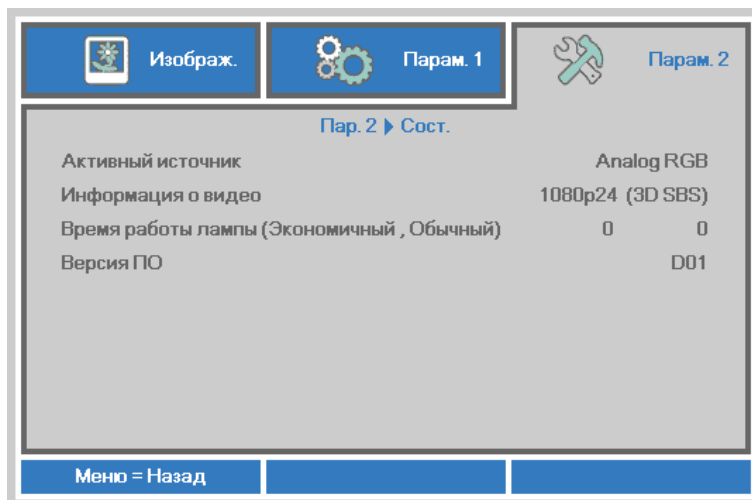 Изображ. Парам. 1 Парам. 2
Пар. 2 Сост.
Активный источник Analog RGB
Информация о видео 1080p24 (3D SBS)
Время работы лампы (Экономичный , Обычный) 0 0
Версия ПО D01
Меню = Назад